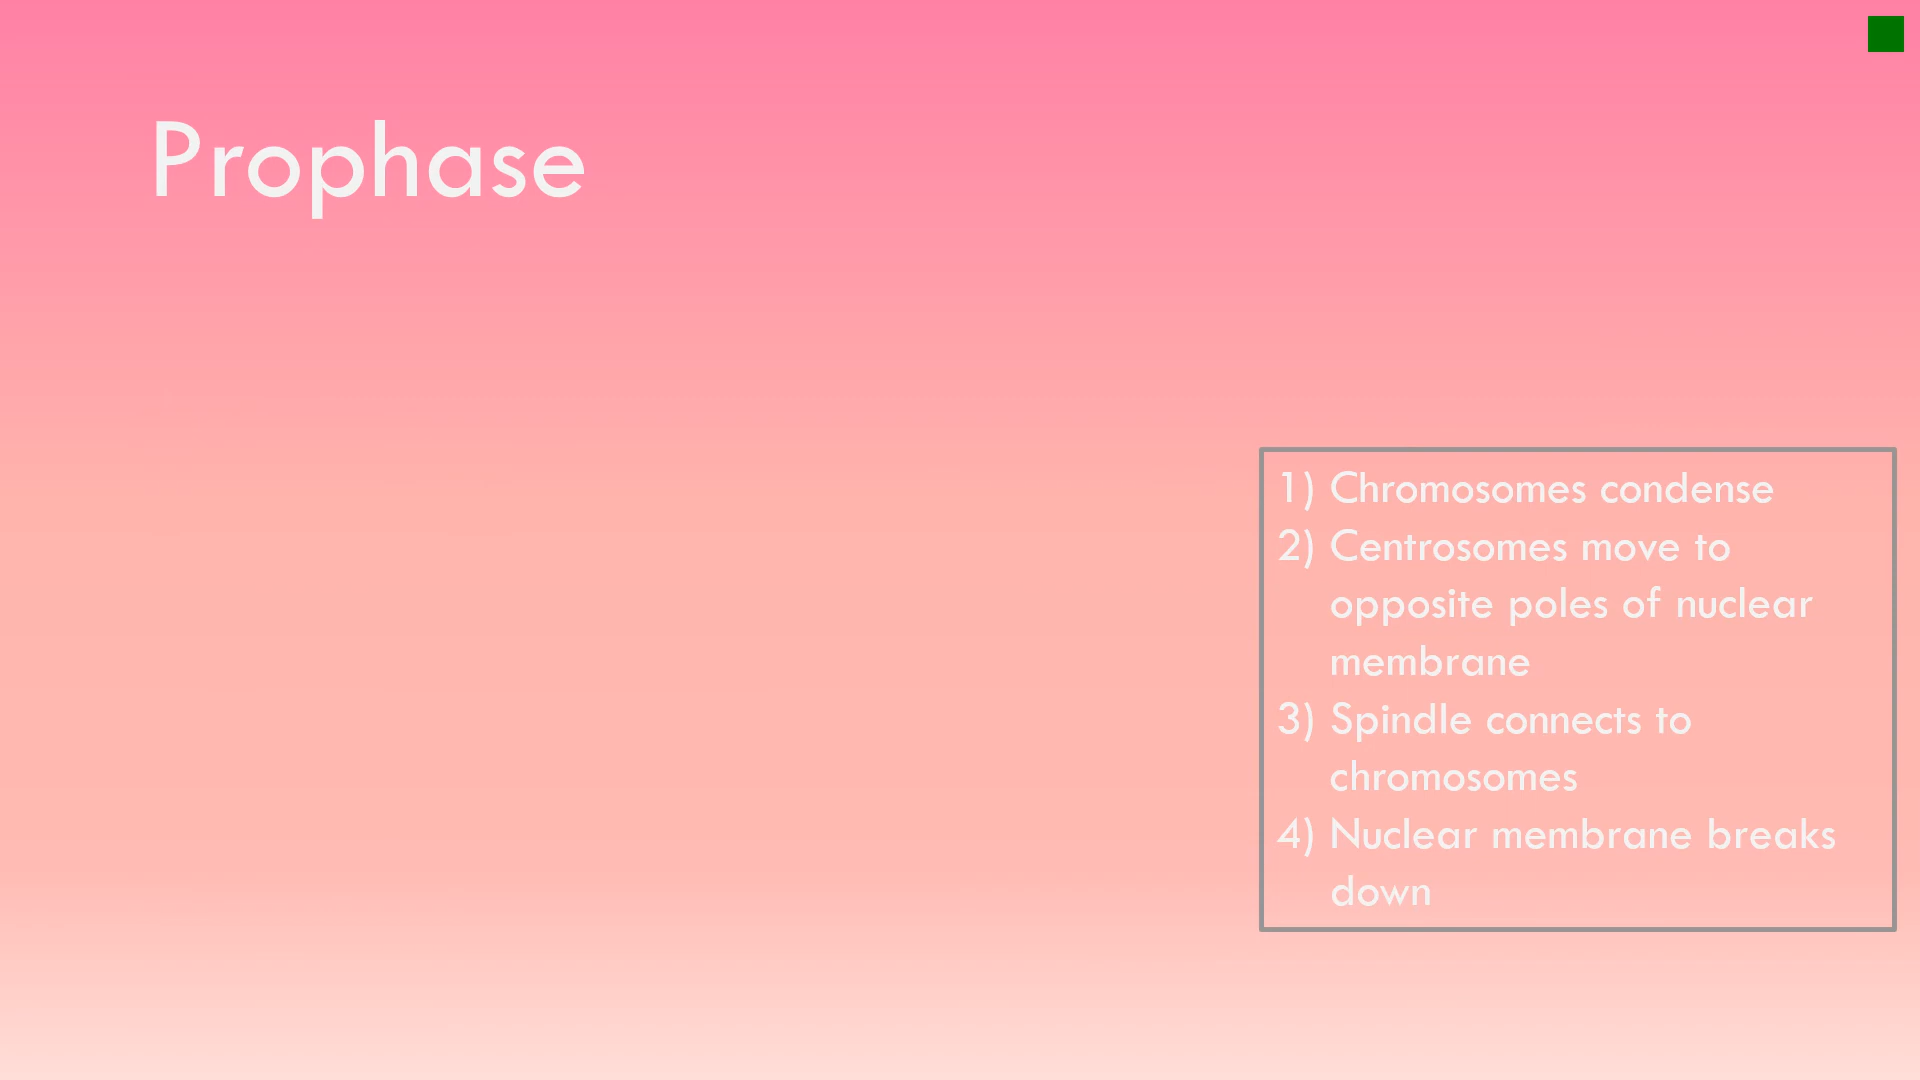 Prophase
1) Chromosomes condense
2) Centrosomes move to
opposite poles of nuclear
membrane
3) Spindle connects to
chromosomes
4) Nuclear membrane breaks
down